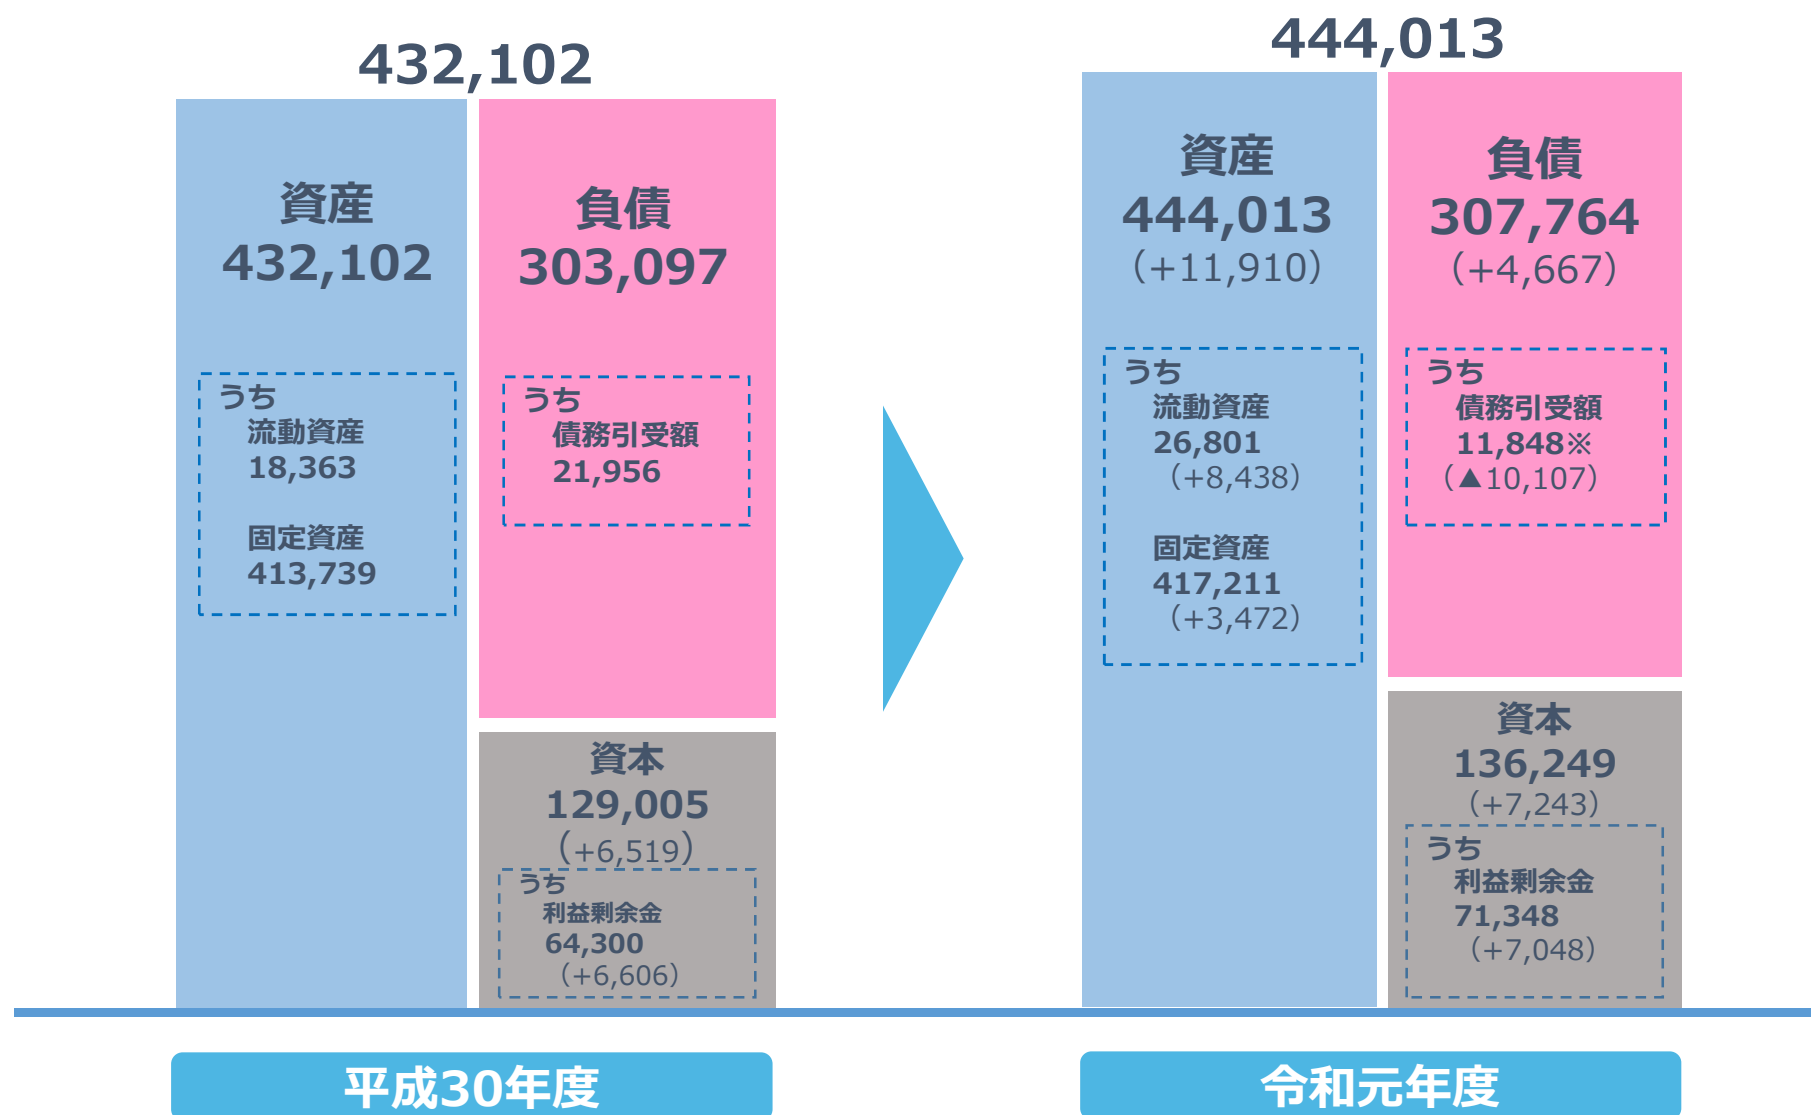 432,102
資産
432,102
うち
流動資産
18,363
固定資産
413,739
負債
303,097
うち
債務引受額
21,956
資本
129,005
（+6,519）
うち
利益剰余金
64,300
（+6,606）
平成30年度
444,013
資産
444,013
（+11,910）
うち
流動資産
26,801
（+8,438）
固定資産
417,211
（+3,472）
負債
307,764
（+4,667）
うち
債務引受額
11,848※
（▲10,107）
資本
136,249
（+7,243）
うち
利益剰余金
71,348
（+7,048）
令和元年度